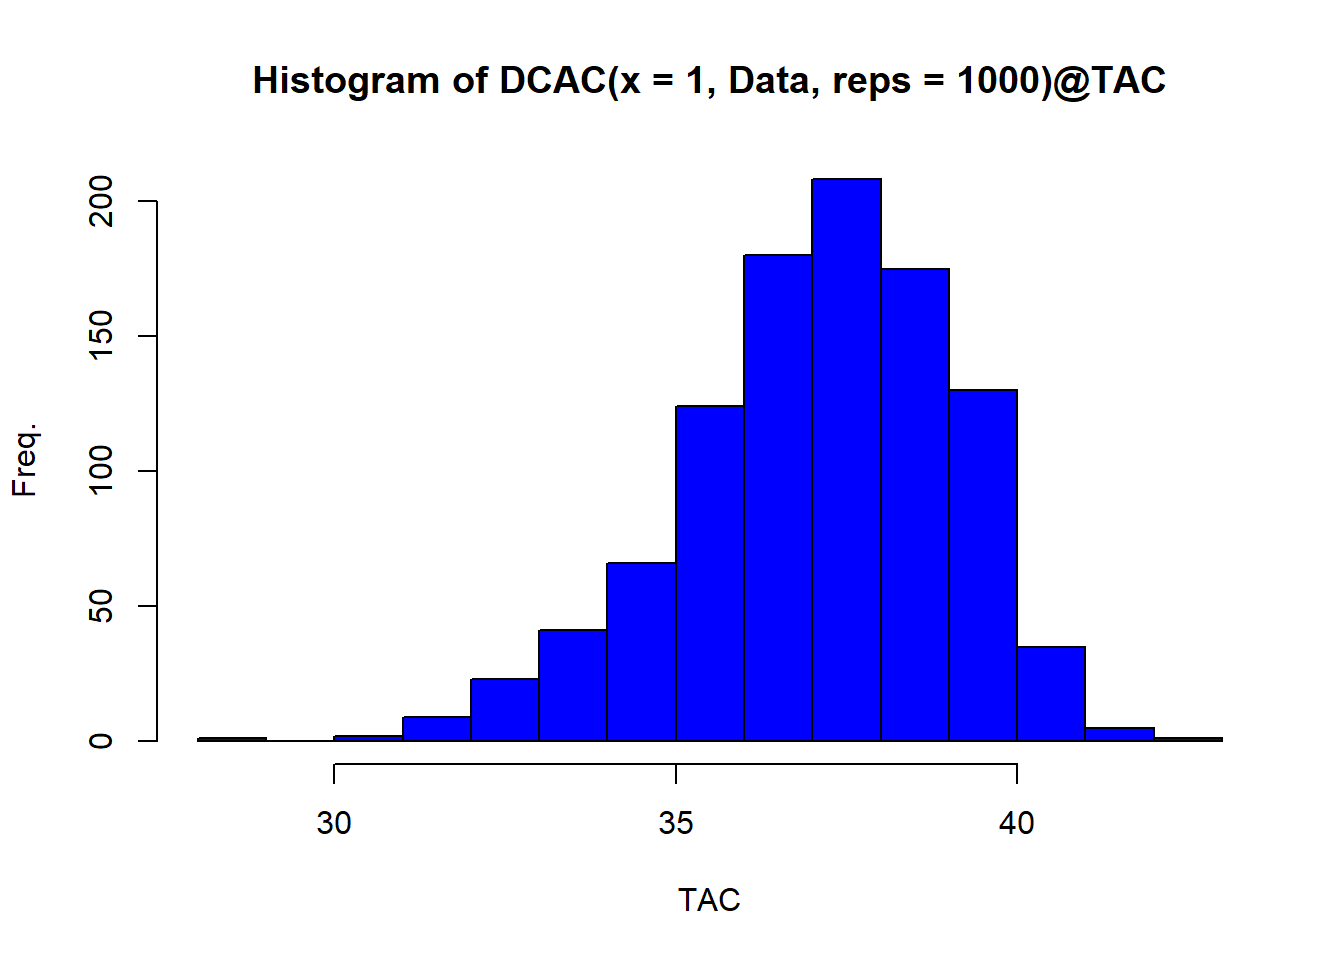 Histogram of DCAC(x = 1, Data, reps = 1000)@TAC
Freq.
200
150
100
50
0
30 35 40
TAC